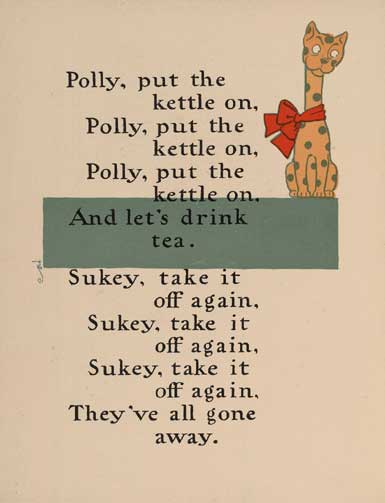 Polly, put the
kettle on,
Polly, put the
kettle on,
Polly, put the
kettle on,
And let's drink
tea.
Sukey, take it
off again,
Sukey, take it
off again,
Sukey, take it
off again,
They've all gone
away.